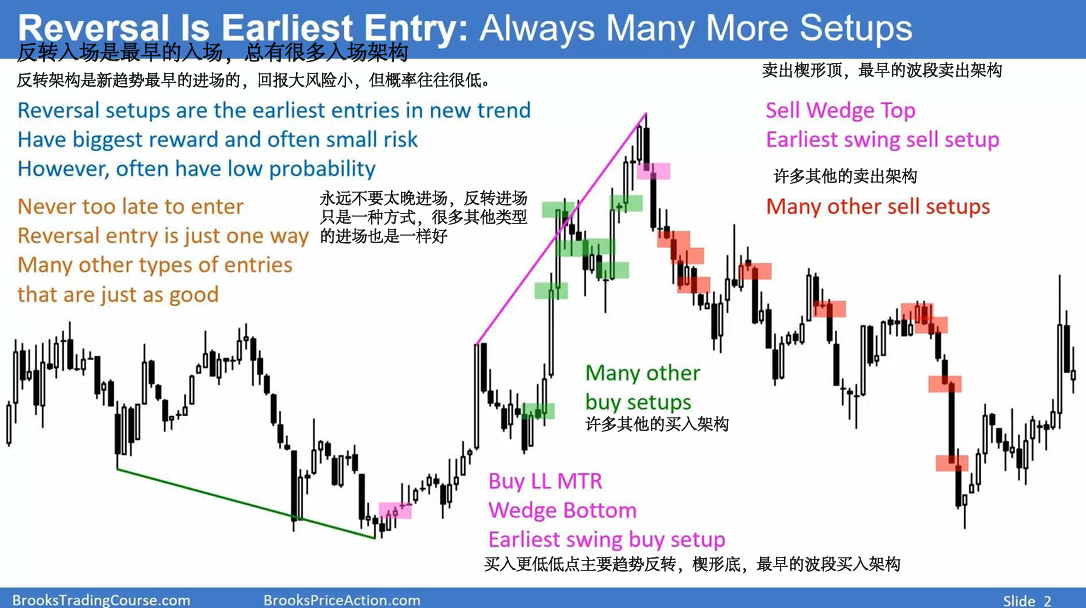 Reversal Is Earliest Entry: Always Many More Setups
反转入场是最早的入场，总有很多入场架构
反转架构是新趋势最早的进场的，回报大风险小，但概率往往很低。
Reversal setups are the earliest entries in new trend
Have biggest reward and often small risk
However, often have low probability
Never too late to enter
Reversal entry is just one way
Many other types of entries
that are just as good
永远不要太晚进场，反转进场
只是一种方式，很多其他类型
的进场也是一样好
卖出楔形顶，最早的波段卖出架构
Sell Wedge Top
Earliest swing sell setup
许多其他的卖出架构
Many other sell setups
Many other
buy setups
许多其他的买入架构
Buy LL MTR
Wedge Bottom
Earliest swing buy setup
买入更低低点主要趋势反转，楔形底，最早的波段买入架构
BrooksTradingCourse.com
BrooksPriceAction.com
Slide 2